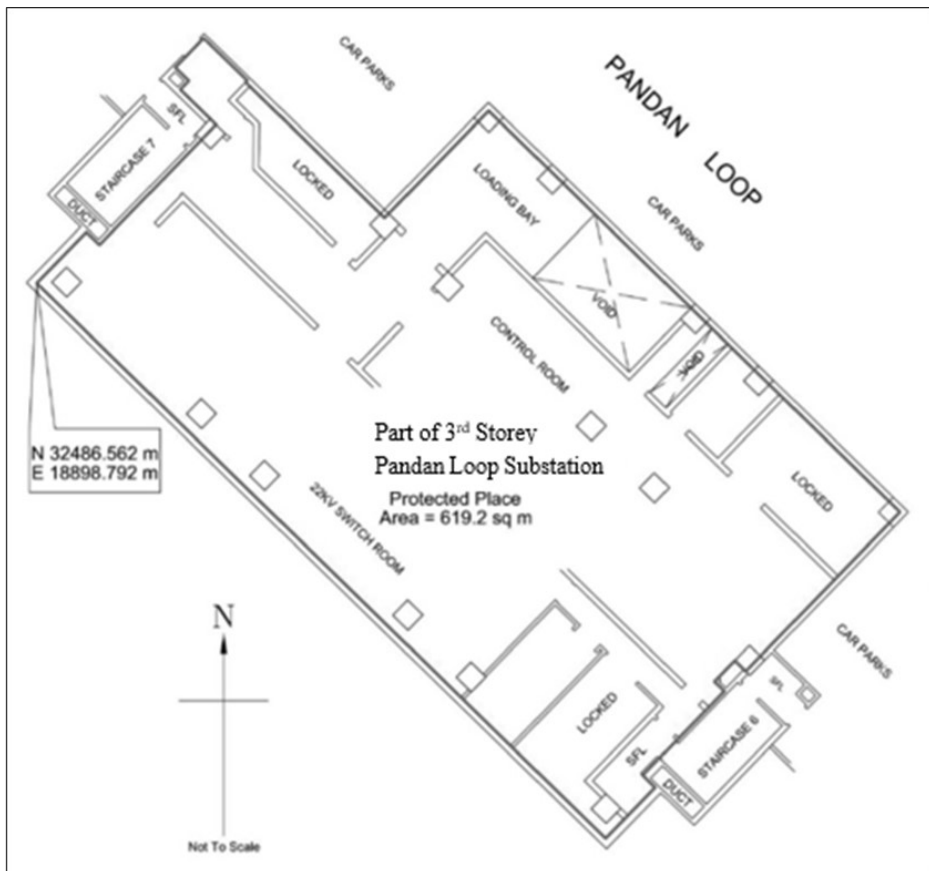 CAR PARKS
PANDAN LOOP
SFL
STAIRCASE 7
DUCT
LOCKED
LOADING BAY
CAR PARKS
VOID
VOID
CONTROL ROOM
N 32486.562 m
E 18898.792 m
Part of 3rd Storey
Pandan Loop Substation
Protected Place
Area = 619.2 sq m
LOCKED
22KV SWITCH ROOM
N
CAR PARKS
SFL
LOCKED
STAIRCASE 6
SFL
DUCT
Not To Scale